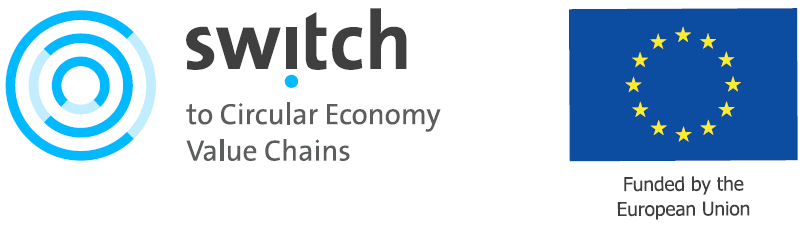 switch
to Circular Economy
Value Chains
Funded by the
European Union